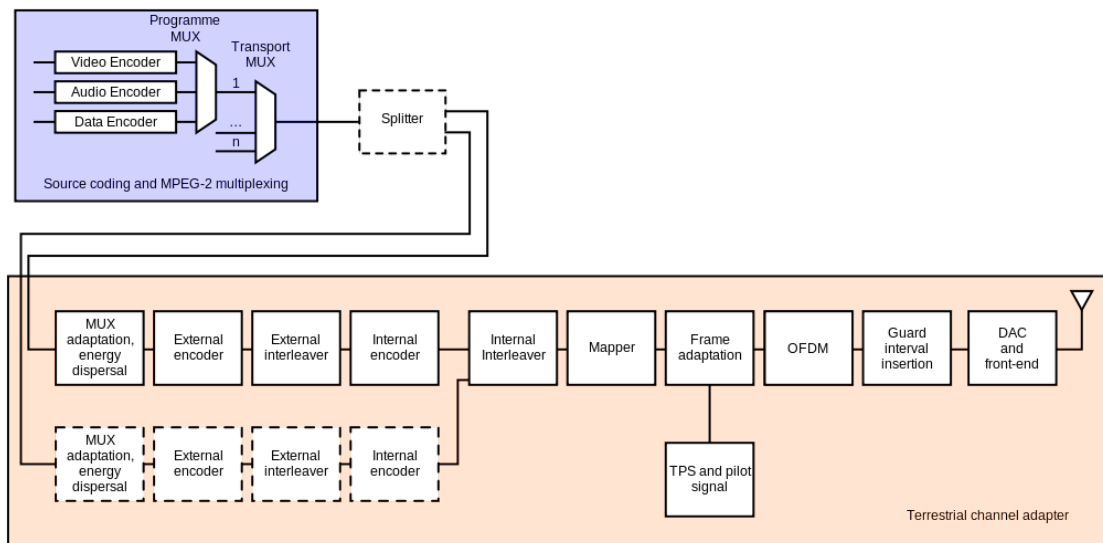 Programme
MUX
Transport
MUX
Video Encoder
Audio Encoder
Data Encoder
1
...
n
Source coding and MPEG-2 multiplexing
Splitter
MUX
adaptation,
energy
dispersal
External
encoder
External
interleaver
Internal
encoder
Internal
Interleaver
Mapper
Frame
adaptation
OFDM
Guard
interval
insertion
DAC
and
front-end
MUX
adaptation,
energy
dispersal
External
encoder
External
interleaver
Internal
encoder
TPS and pilot
signal
Terrestrial channel adapter